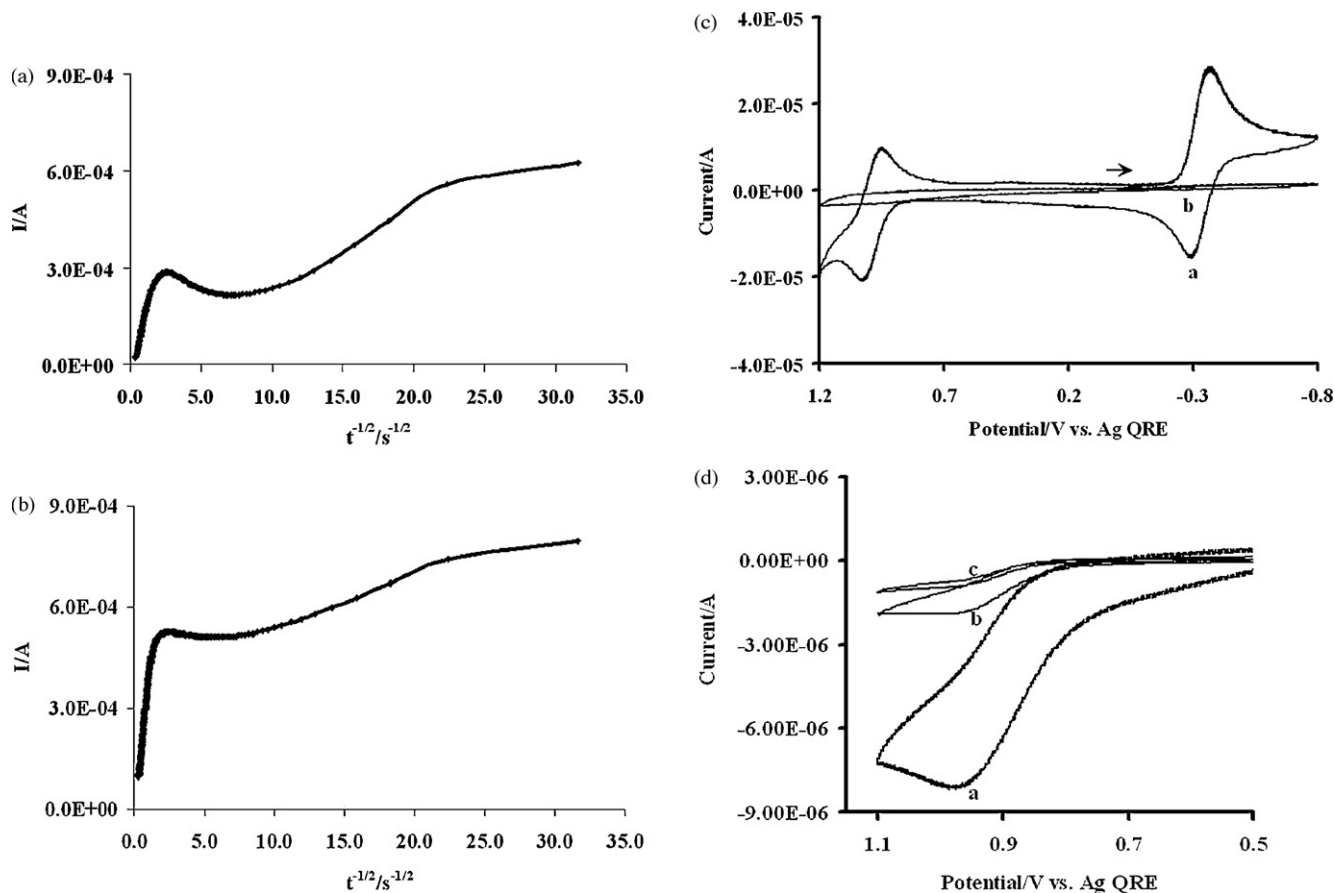 (a)
9.0E-04
6.0E-04
3.0E-04
0.0E+00
I/A
0.0 5.0 10.0 15.0 20.0 25.0 30.0 35.0
t-1/2/s-1/2
(b)
9.0E-04
6.0E-04
3.0E-04
0.0E+00
I/A
0.0 5.0 10.0 15.0 20.0 25.0 30.0 35.0
t-1/2/s-1/2
(c)
4.0E-05
2.0E-05
0.0E+00
-2.0E-05
-4.0E-05
Current/A
b
a
1.2 0.7 0.2 -0.3 -0.8
Potential/V vs. Ag QRE
(d)
3.00E-06
0.00E+00
-3.00E-06
-6.00E-06
-9.00E-06
Current/A
c
b
a
1.1 0.9 0.7 0.5
Potential/V vs. Ag QRE